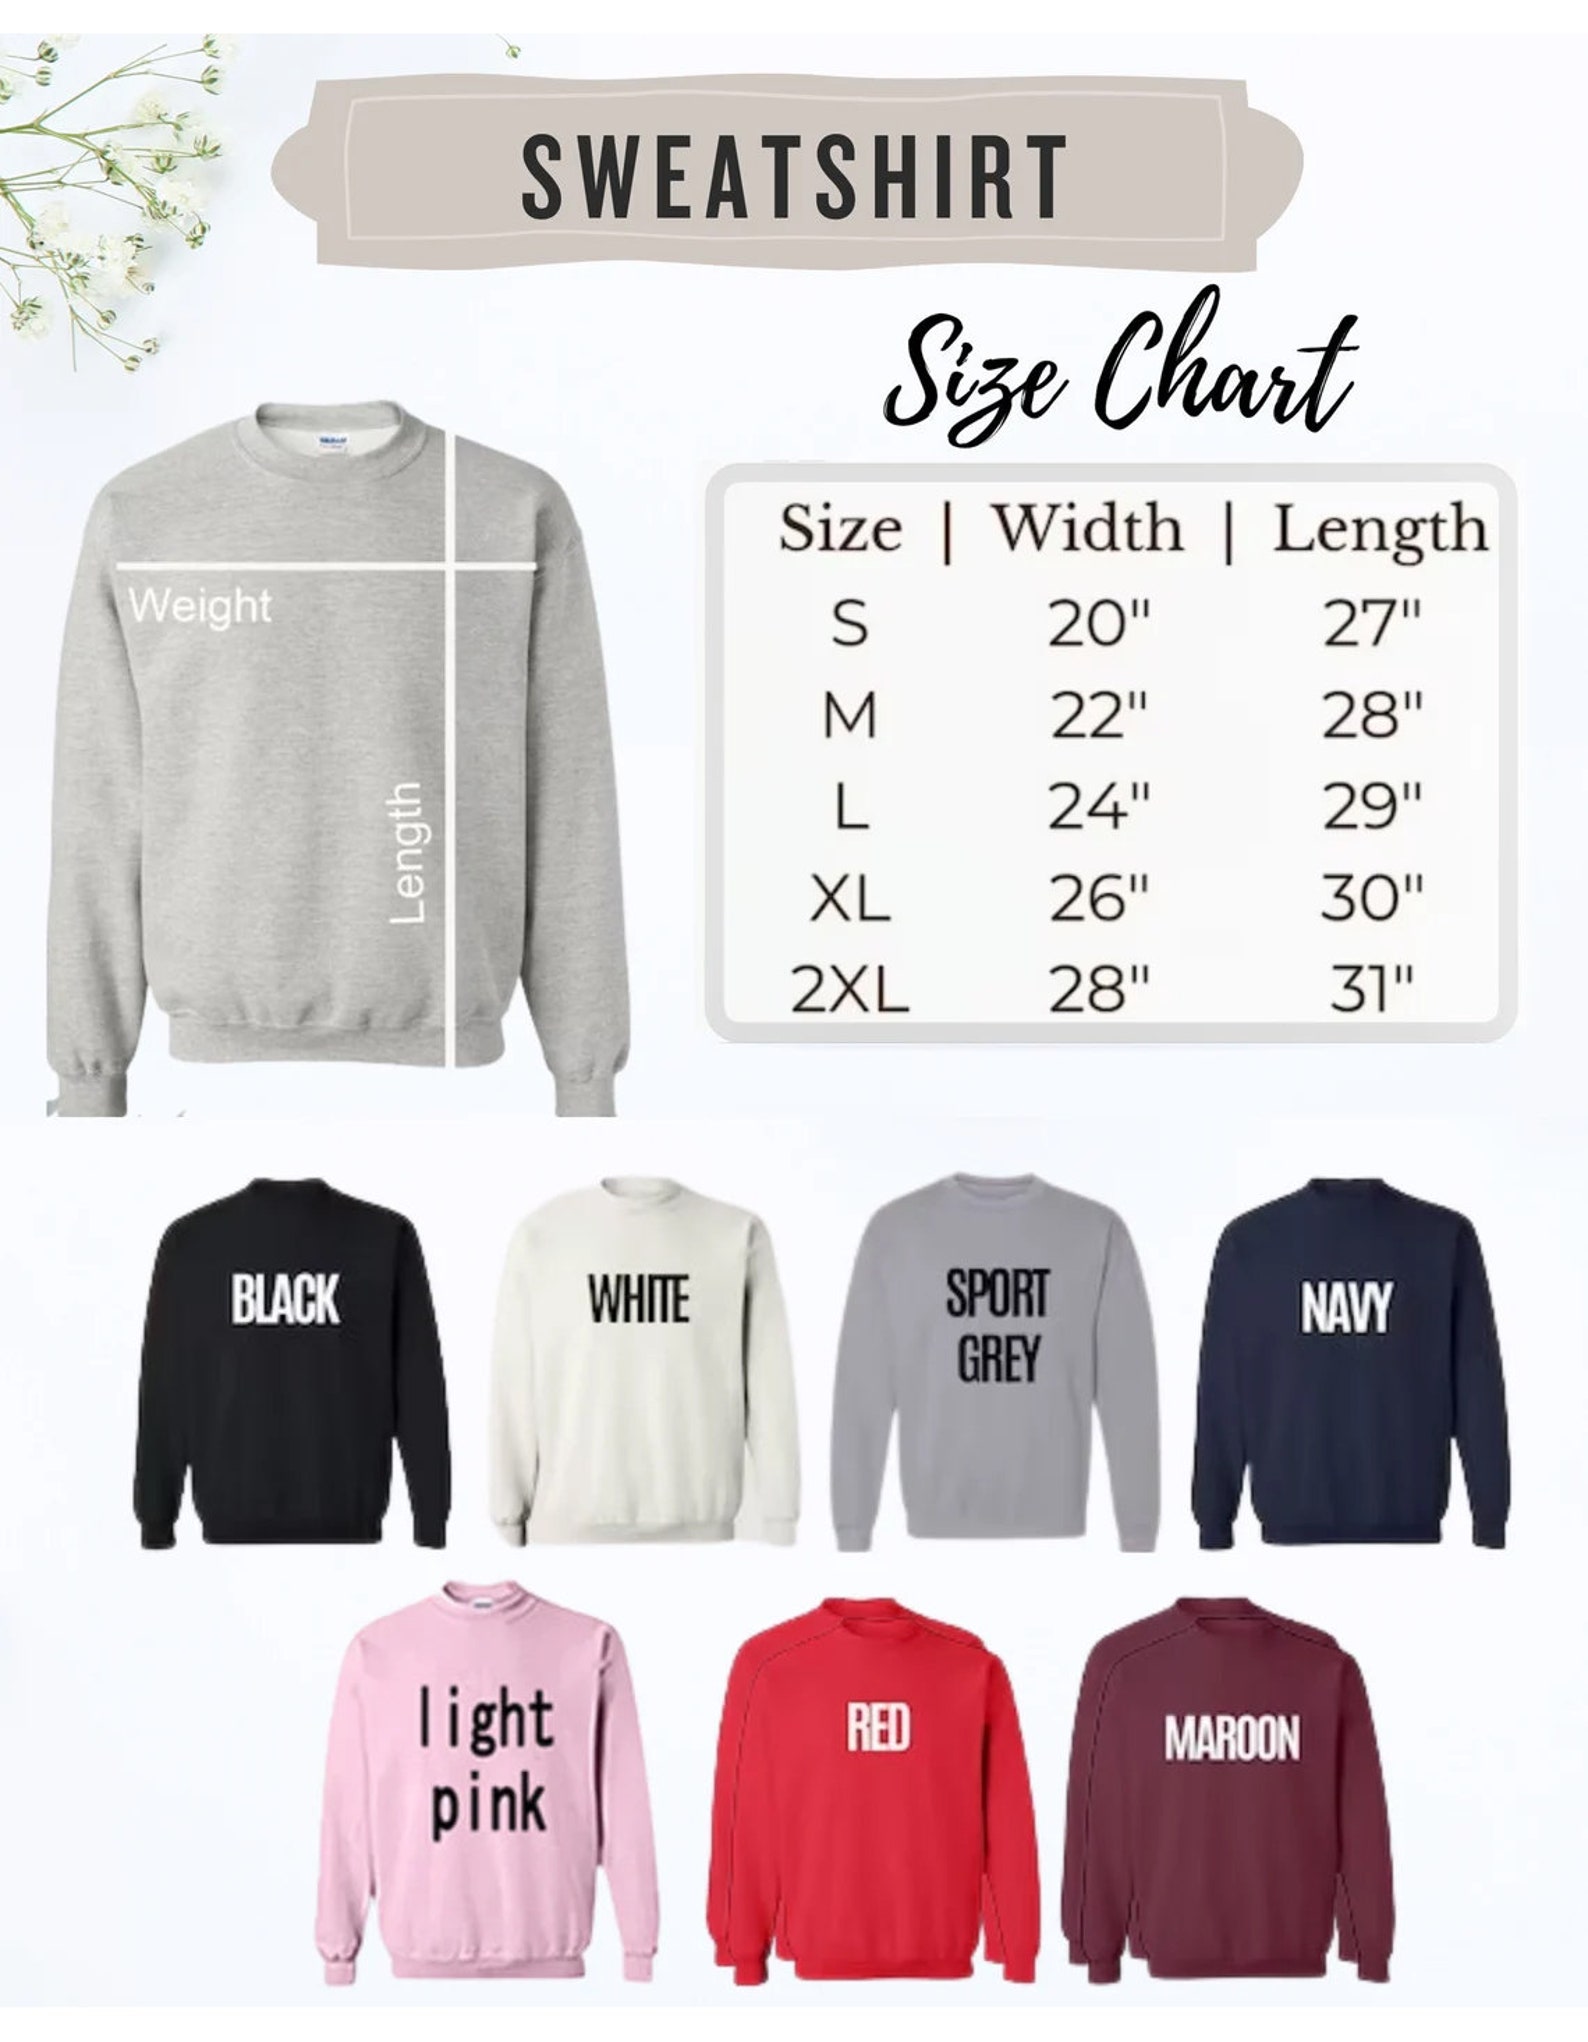 SWEATSHIRT
Size Chart
Weight
Length
Size | Width | Length
S 20" 27"
M 22" 28"
L 24" 29"
XL 26" 30"
2XL 28" 31"
BLACK
WHITE
SPORT
GREY
NAVY
light
pink
RED
MAROON